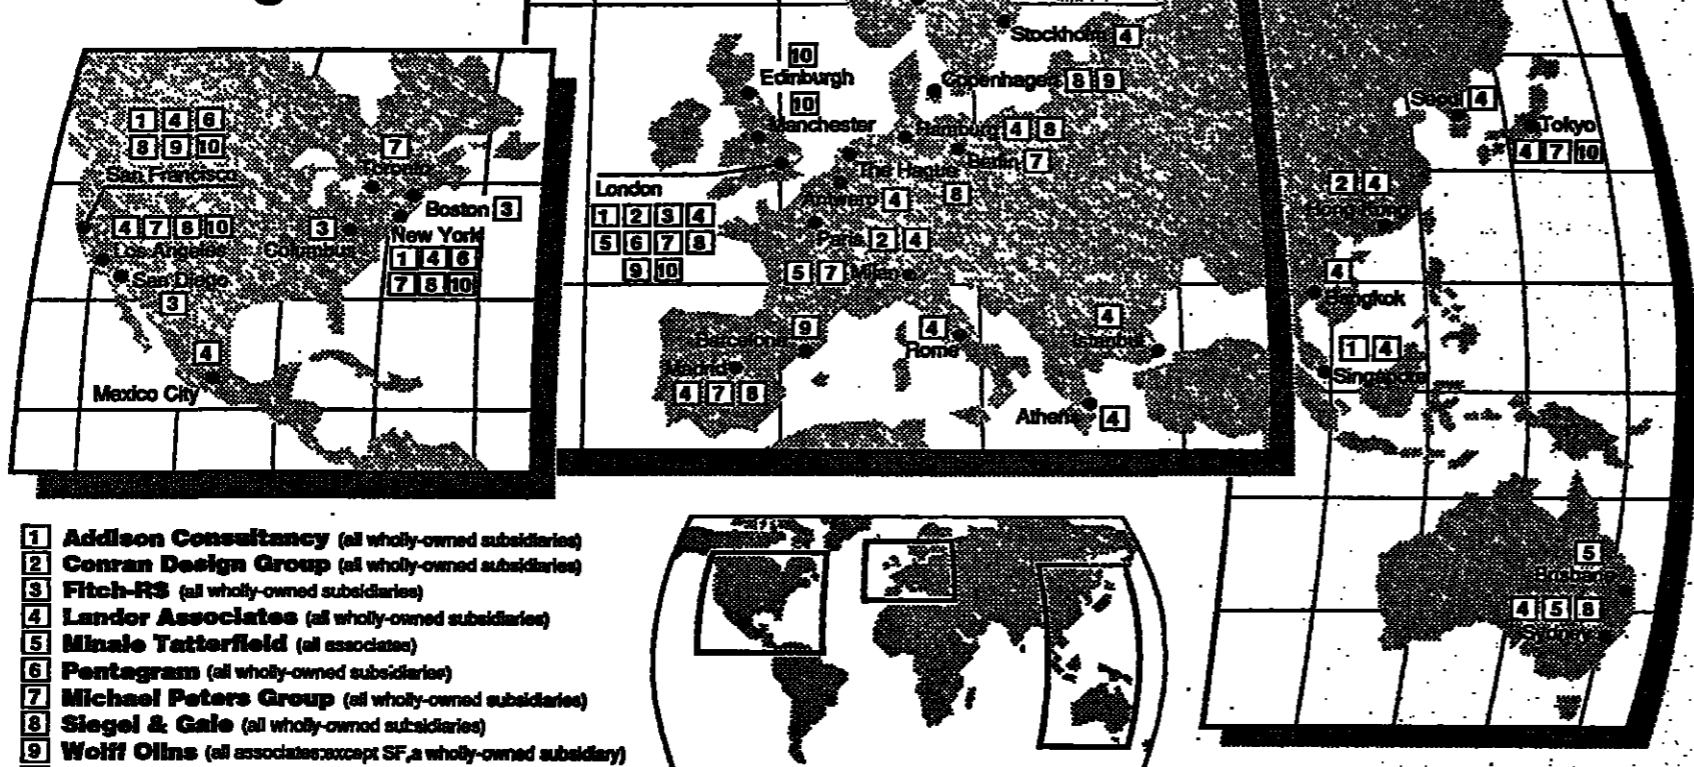 1 4 6
8 9 10
San Francisco
4 7 8 10
Los Angeles
San Diego
3
7
Toronto
Boston 3
3
Columbus
New York
1 4 6
7 8 10
4
Mexico City
Stockholm 4
10
Edinburgh
Copenhagen 8 9
10
Manchester
Hamburg 4 8
Berlin 7
The Hague
8
London
1 2 3 4
5 6 7 8
9 10
Antwerp 4
Paris 2 4
5 7 Milan
9
Barcelona
Madrid
4 7 8
4
Rome
4
Istanbul
Athens 4
Seoul 4
Tokyo
4 7 10
2 4
Hong Kong
4
Bangkok
1 4
Singapore
5
Brisbane
4 5 8
Sydney
1 Addison Consultancy (all wholly-owned subsidiaries)
2 Conran Design Group (all wholly-owned subsidiaries)
3 Fitch-RS (all wholly-owned subsidiaries)
4 Landor Associates (all wholly-owned subsidiaries)
5 Minale Tatterfield (all associates)
6 Pentagram (all wholly-owned subsidiaries)
7 Michael Peters Group (all wholly-owned subsidiaries)
8 Siegel & Gale (all wholly-owned subsidiaries)
9 Wolff Olins (all associates:except SF,a wholly-owned subsidiary)